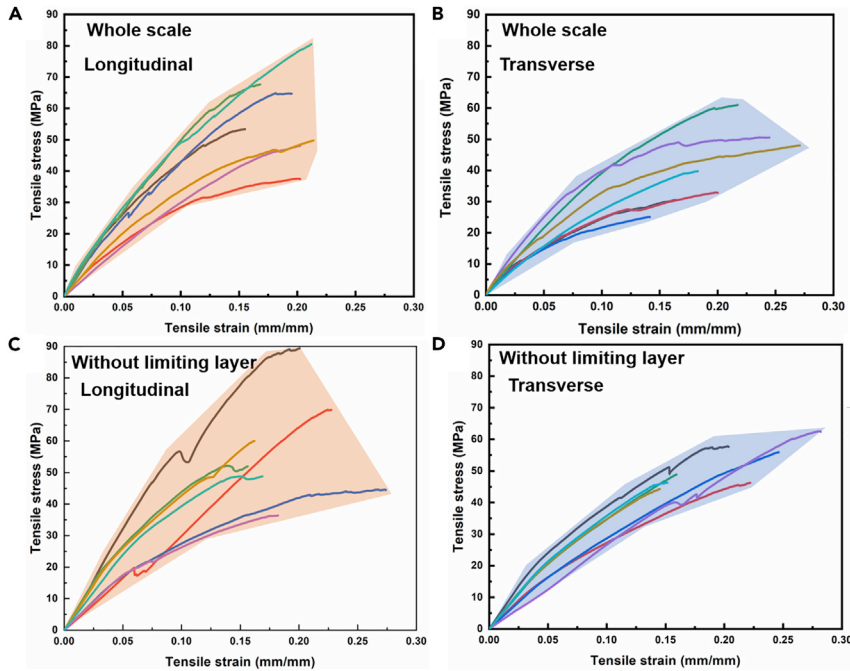 A
Whole scale
Longitudinal
Tensile stress (MPa)
90
80
70
60
50
40
30
20
10
0
0.00 0.05 0.10 0.15 0.20 0.25 0.30
Tensile strain (mm/mm)
B
Whole scale
Transverse
Tensile stress (MPa)
90
80
70
60
50
40
30
20
10
0
0.00 0.05 0.10 0.15 0.20 0.25 0.30
Tensile strain (mm/mm)
C
Without limiting layer
Longitudinal
Tensile stress (MPa)
90
80
70
60
50
40
30
20
10
0
0.00 0.05 0.10 0.15 0.20 0.25 0.30
Tensile strain (mm/mm)
D
Without limiting layer
Transverse
Tensile stress (MPa)
90
80
70
60
50
40
30
20
10
0
0.00 0.05 0.10 0.15 0.20 0.25 0.30
Tensile strain (mm/mm)